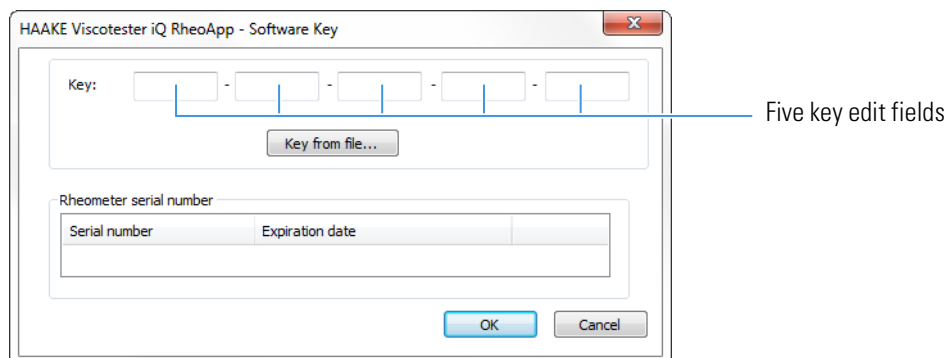 HAAKE Viscotester iQ RheoApp - Software Key
Key: - - - -
Five key edit fields
Key from file...
Rheometer serial number
Serial number Expiration date
OK Cancel